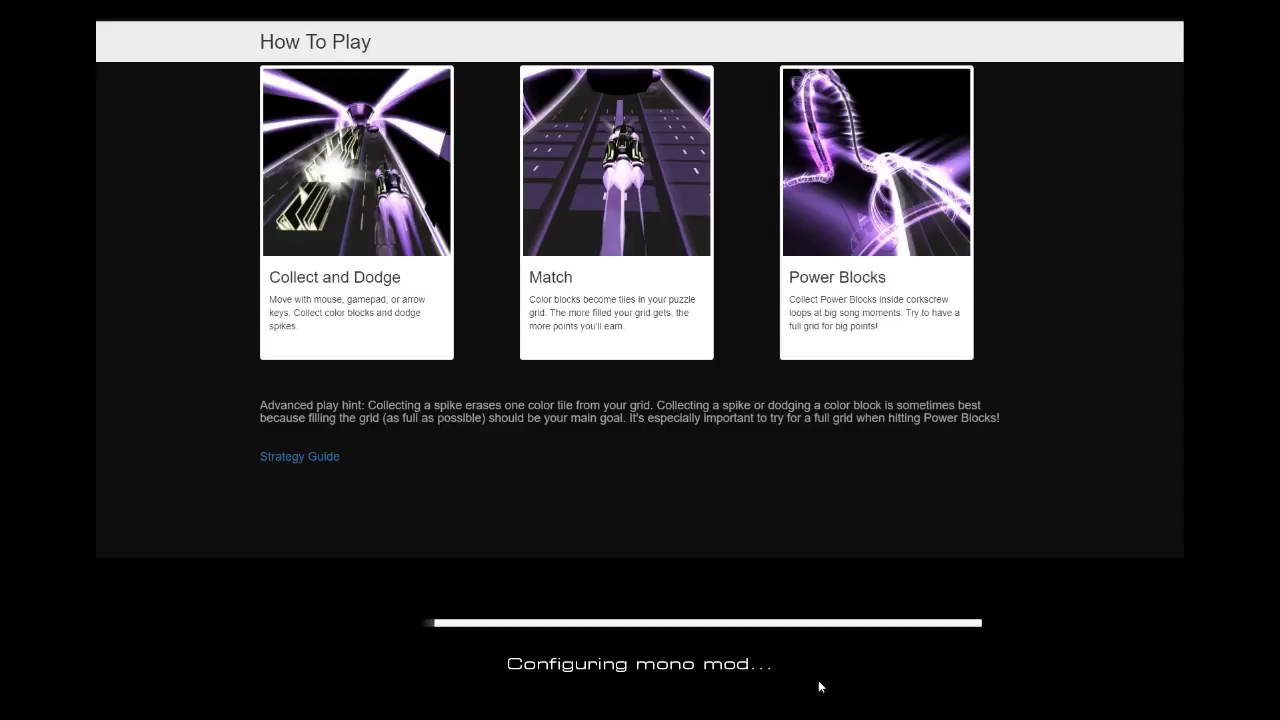 How To Play
Collect and Dodge
Move with mouse, gamepad, or arrow
keys. Collect color blocks and dodge
spikes.
Match
Color blocks become tiles in your puzzle
grid. The more filled your grid gets, the
more points you'll earn.
Power Blocks
Collect Power Blocks inside corkscrew
loops at big song moments. Try to have a
full grid for big points!
Advanced play hint: Collecting a spike erases one color tile from your grid. Collecting a spike or dodging a color block is sometimes best
because filling the grid (as full as possible) should be your main goal. It's especially important to try for a full grid when hitting Power Blocks!
Strategy Guide
Configuring mono mod...